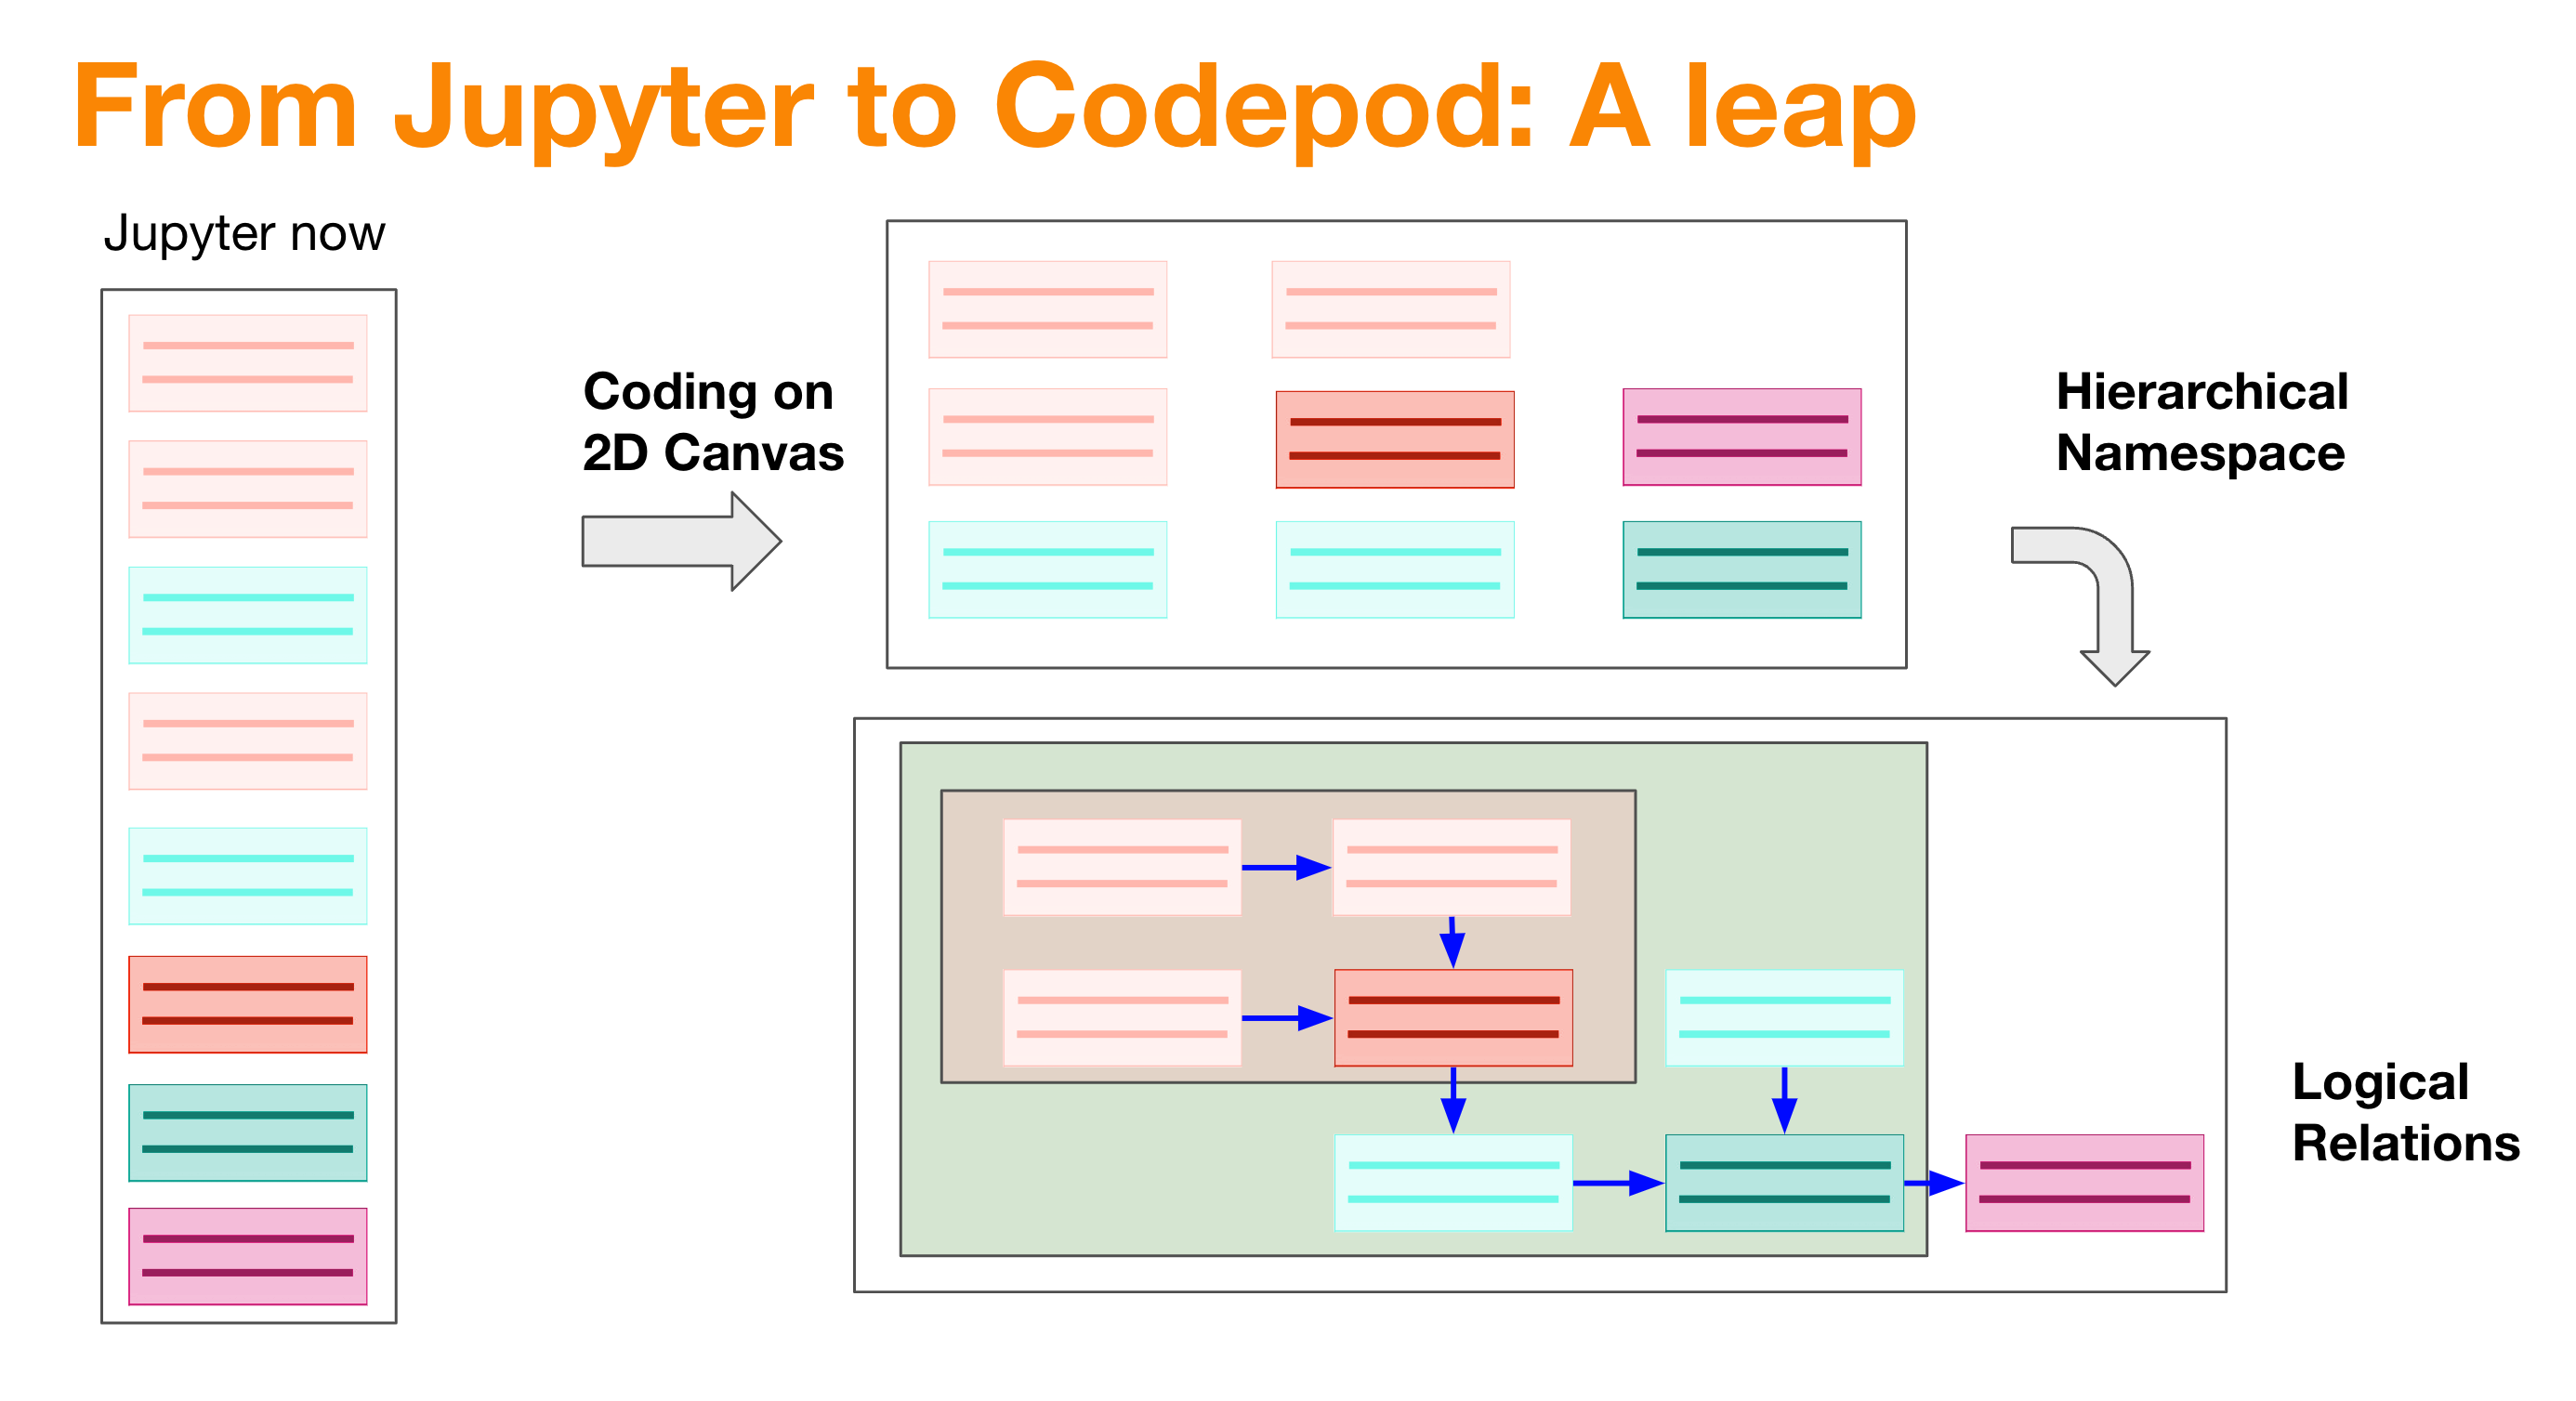 From Jupyter to Codepod: A leap
Jupyter now
Coding on
2D Canvas
Hierarchical
Namespace
Logical
Relations